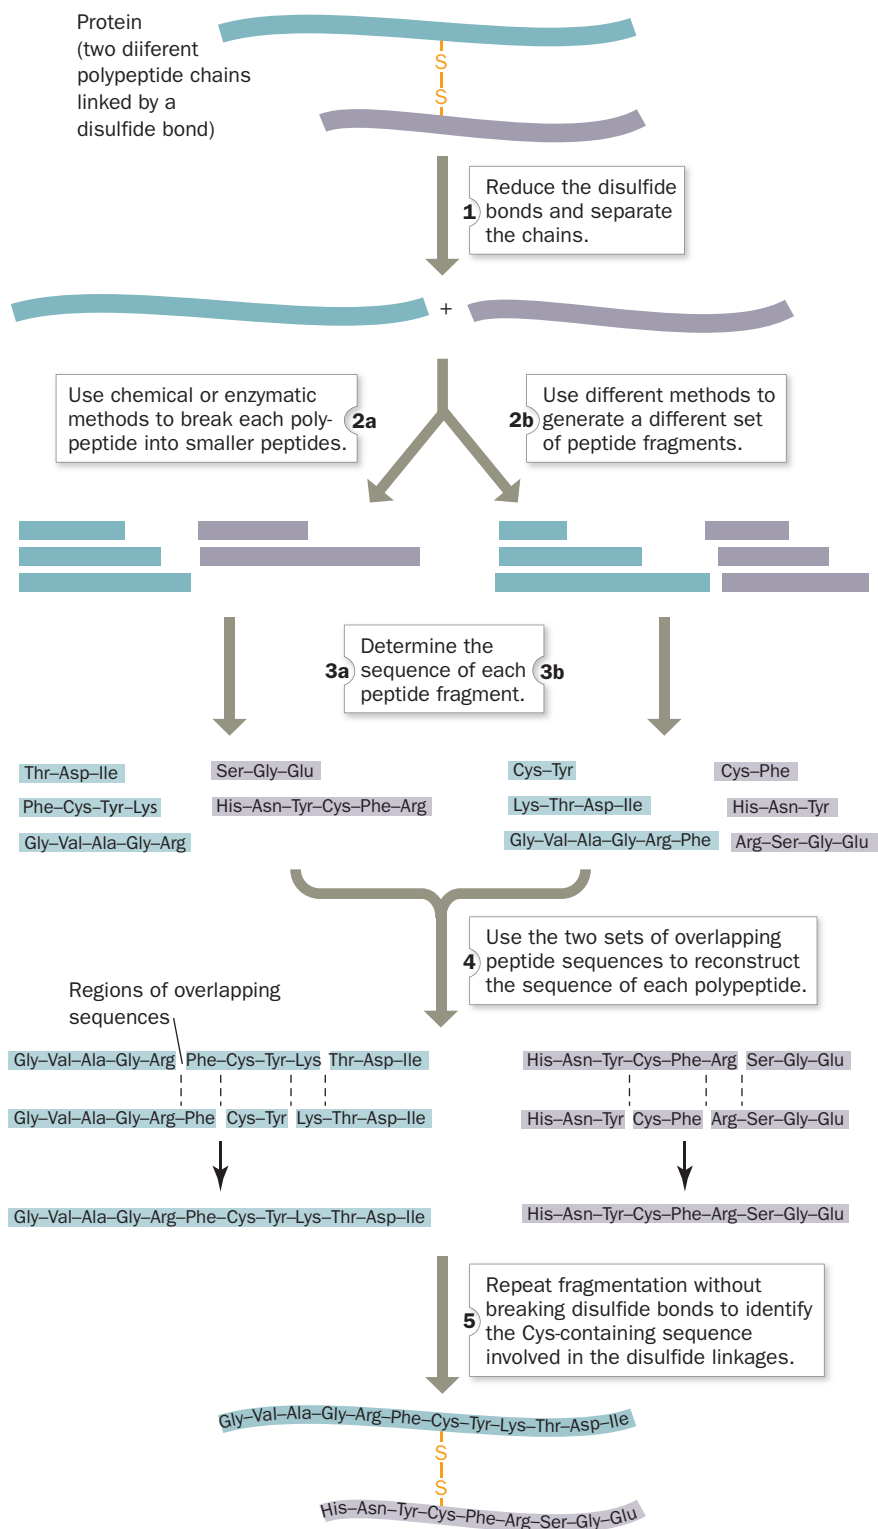 Protein
(two diiferent
polypeptide chains
linked by a
disulfide bond)
S
S
1
Reduce the disulfide
bonds and separate
the chains.
+
Use chemical or enzymatic
methods to break each poly-
peptide into smaller peptides.
2a
2b
Use different methods to
generate a different set
of peptide fragments.
3a
Determine the
sequence of each
peptide fragment.
3b
Thr–Asp–Ile
Ser–Gly–Glu
Cys–Tyr
Cys–Phe
Phe–Cys–Tyr–Lys
His–Asn–Tyr–Cys–Phe–Arg
Lys–Thr–Asp–Ile
His–Asn–Tyr
Gly–Val–Ala–Gly–Arg
Gly–Val–Ala–Gly–Arg–Phe
Arg–Ser–Gly–Glu
4
Use the two sets of overlapping
peptide sequences to reconstruct
the sequence of each polypeptide.
Regions of overlapping
sequences
Gly–Val–Ala–Gly–Arg Phe–Cys–Tyr–Lys Thr–Asp–Ile
His–Asn–Tyr–Cys–Phe–Arg Ser–Gly–Glu
Gly–Val–Ala–Gly–Arg–Phe Cys–Tyr Lys–Thr–Asp–Ile
His–Asn–Tyr Cys–Phe Arg–Ser–Gly–Glu
Gly–Val–Ala–Gly–Arg–Phe–Cys–Tyr–Lys–Thr–Asp–Ile
His–Asn–Tyr–Cys–Phe–Arg–Ser–Gly–Glu
5
Repeat fragmentation without
breaking disulfide bonds to identify
the Cys-containing sequence
involved in the disulfide linkages.
Gly–Val–Ala–Gly–Arg–Phe–Cys–Tyr–Lys–Thr–Asp–Ile
S
S
His–Asn–Tyr–Cys–Phe–Arg–Ser–Gly–Glu